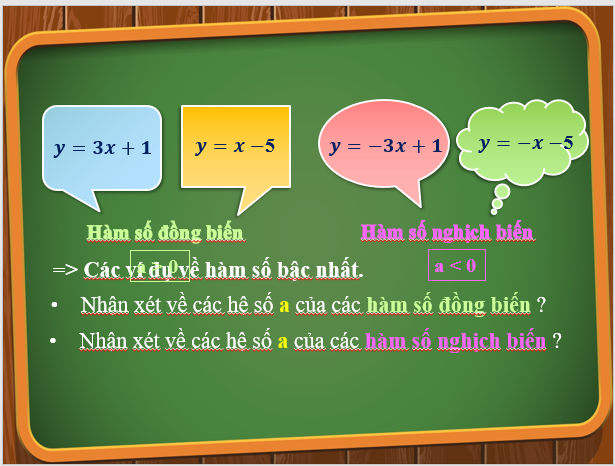 y = 3x + 1
y = x −5
y = −3x + 1
y = −x −5
Hàm số đồng biến
Hàm số nghịch biến
a > 0
a < 0
=> Các ví dụ về hàm số bậc nhất.
• Nhận xét về các hệ số a của các hàm số đồng biến ?
• Nhận xét về các hệ số a của các hàm số nghịch biến ?